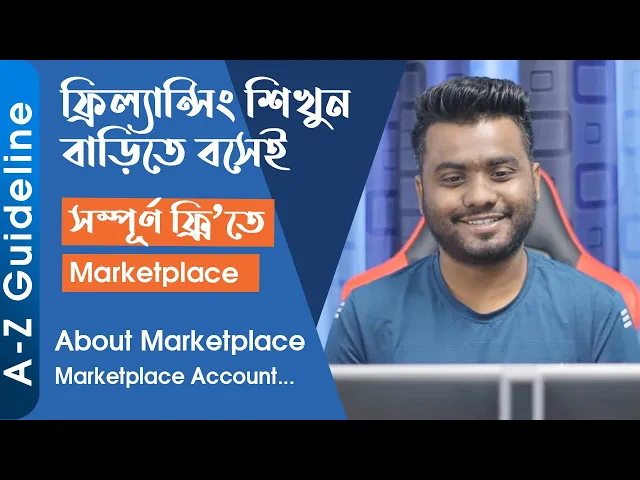 A-Z Guideline
ফ্রিল্যান্সিং শিখুন
বাড়িতে বসেই
সম্পূর্ণ ফ্রি'তে
Marketplace
About Marketplace
Marketplace Account...